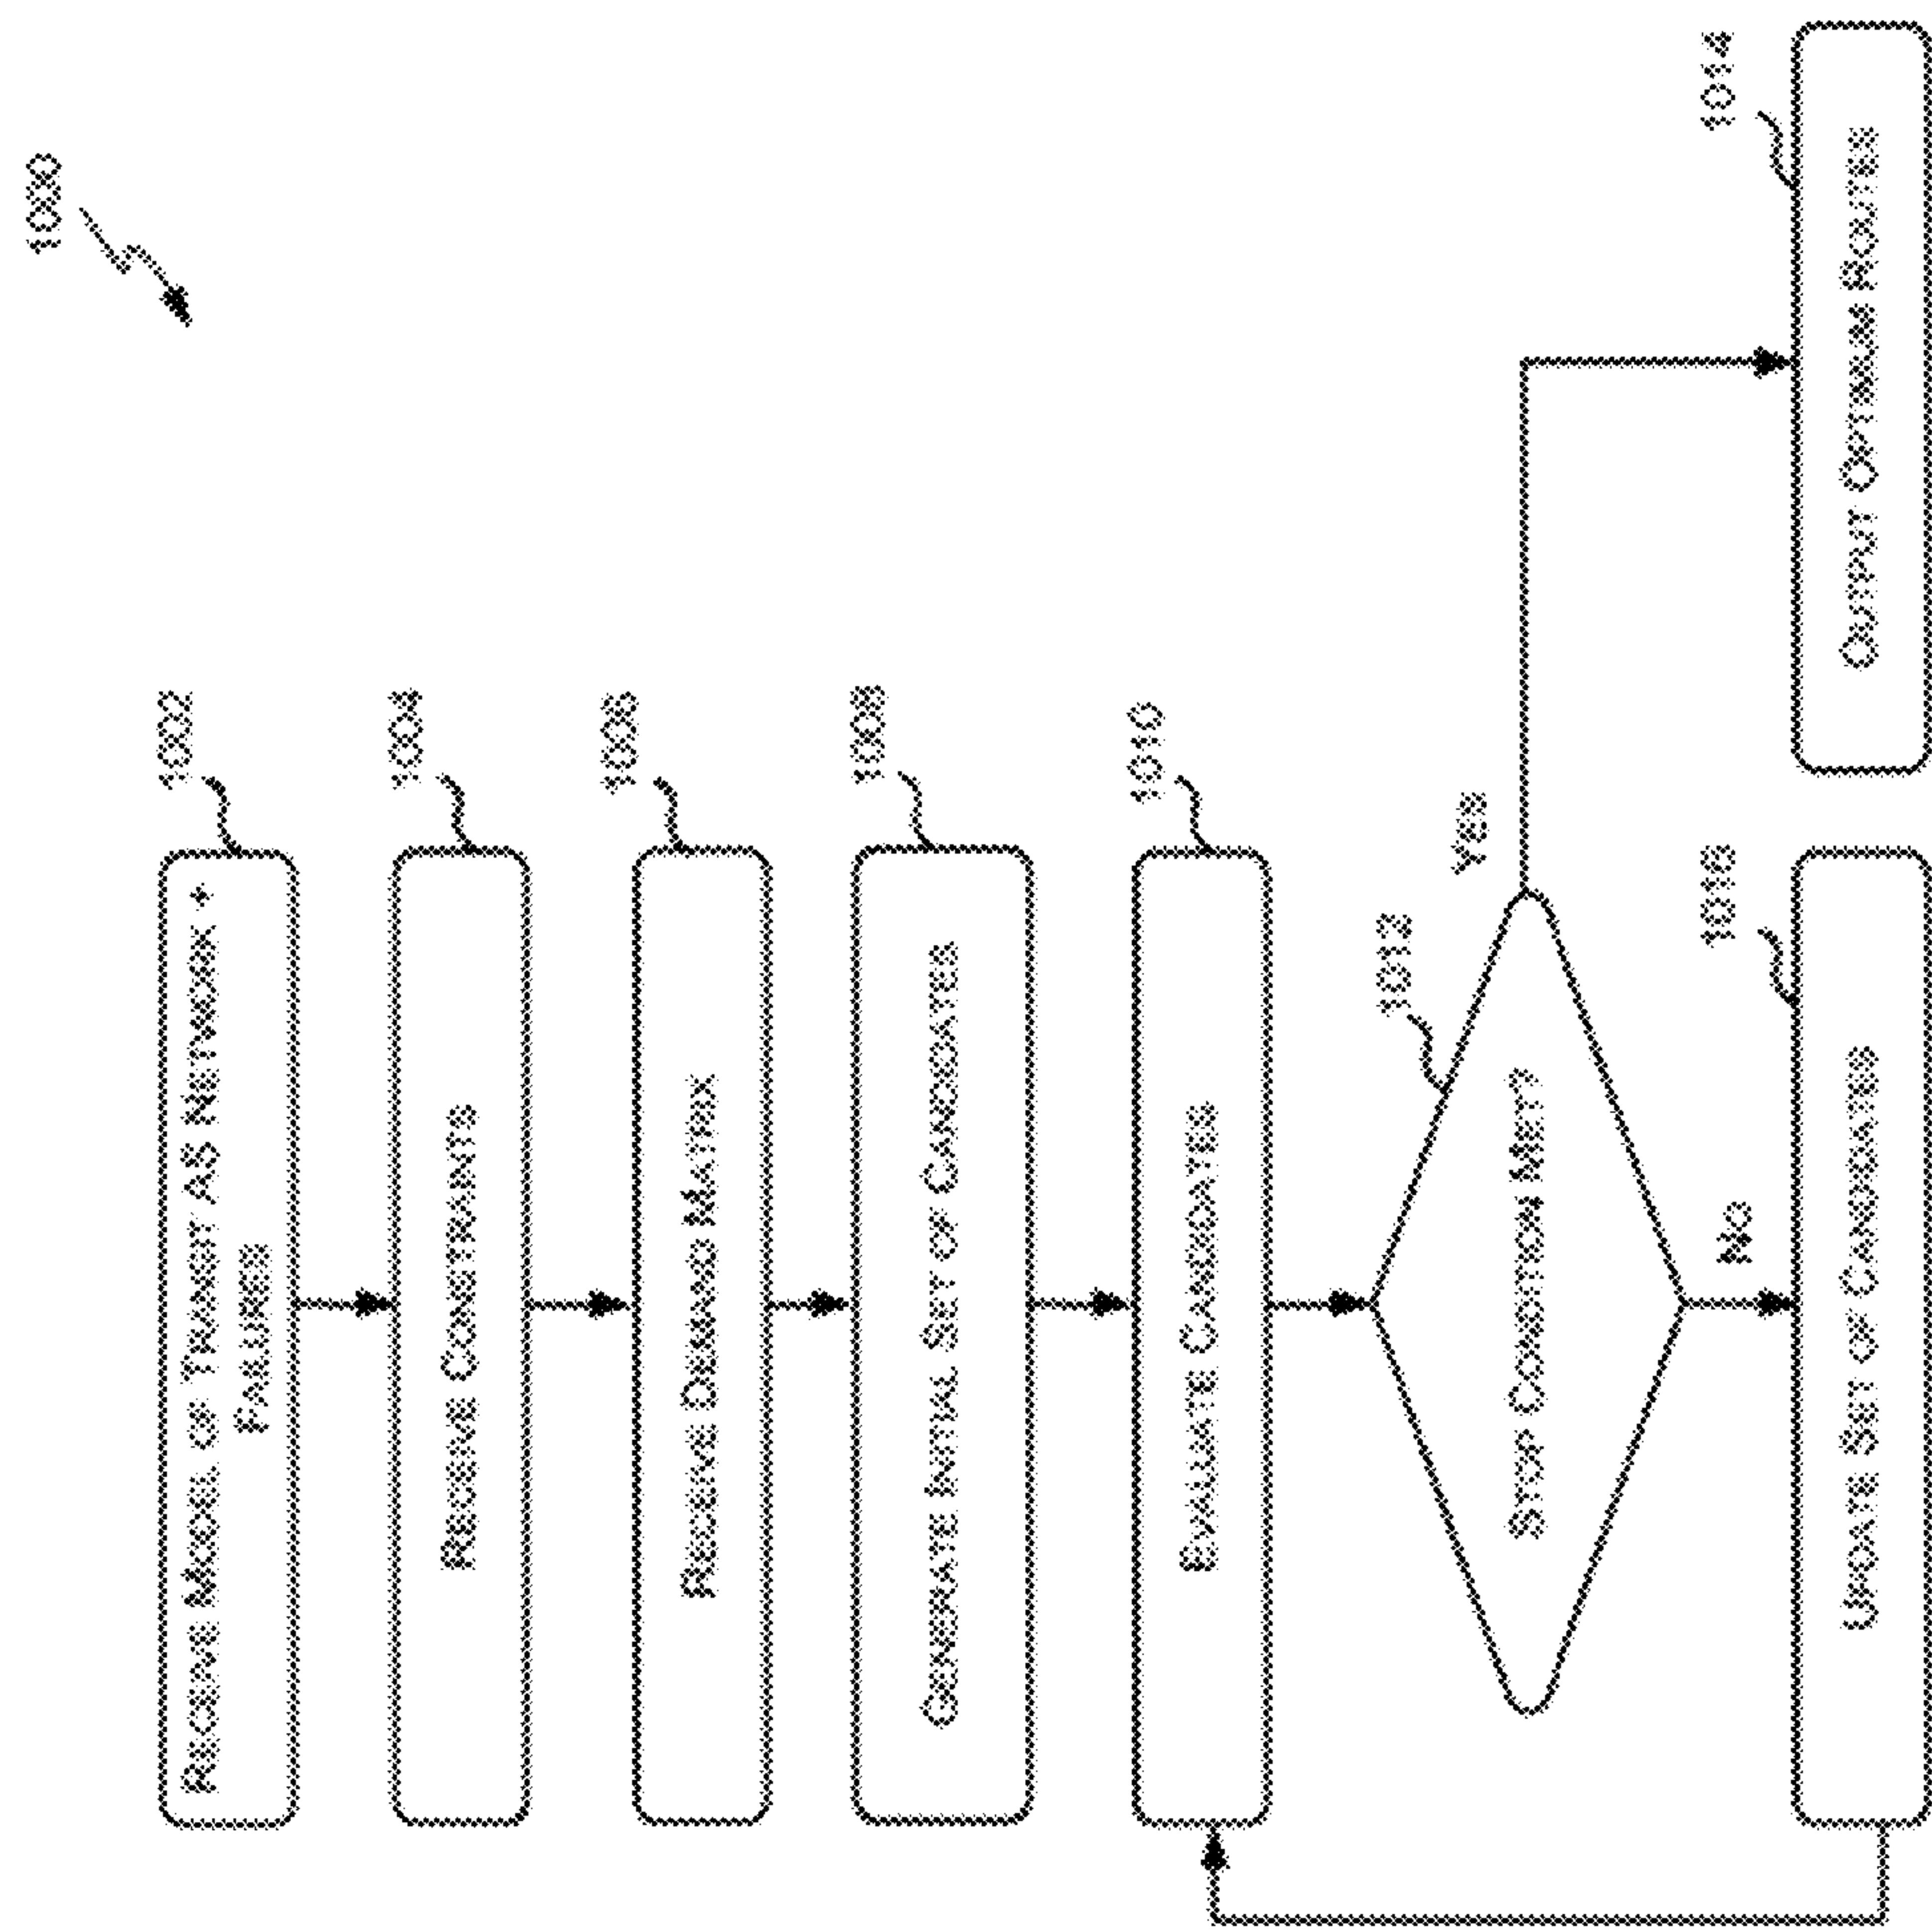 1000
1002
RECEIVE MODEL OF TRANSIT AS NETWORK +
FAILURES
1004
RECEIVE CONSTRAINTS
1006
RECEIVE DEMAND MATRIX
1008
GENERATE INITIAL SET OF CANDIDATES
1010
EVALUATE CANDIDATES
1012
STOP CONDITION MET?
YES
NO
1016
UPDATE SET OF CANDIDATES
1014
OUTPUT OPTIMUM ROUTES